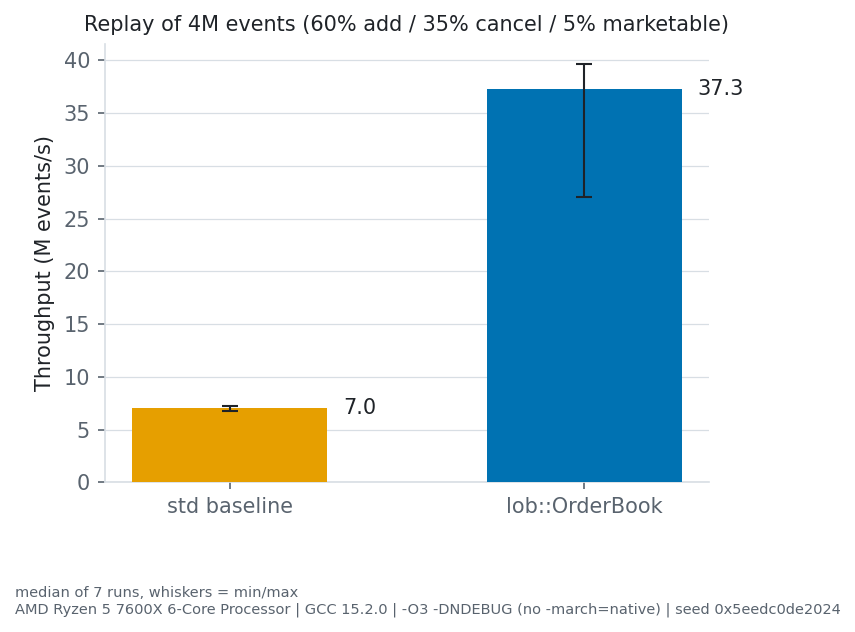 Replay of 4M events (60% add / 35% cancel / 5% marketable)
Throughput (M events/s)
40
35
30
25
20
15
10
5
0
37.3
7.0
std baseline
lob::OrderBook
median of 7 runs, whiskers = min/max
AMD Ryzen 5 7600X 6-Core Processor | GCC 15.2.0 | -O3 -DNDEBUG (no -march=native) | seed 0x5eedc0de2024